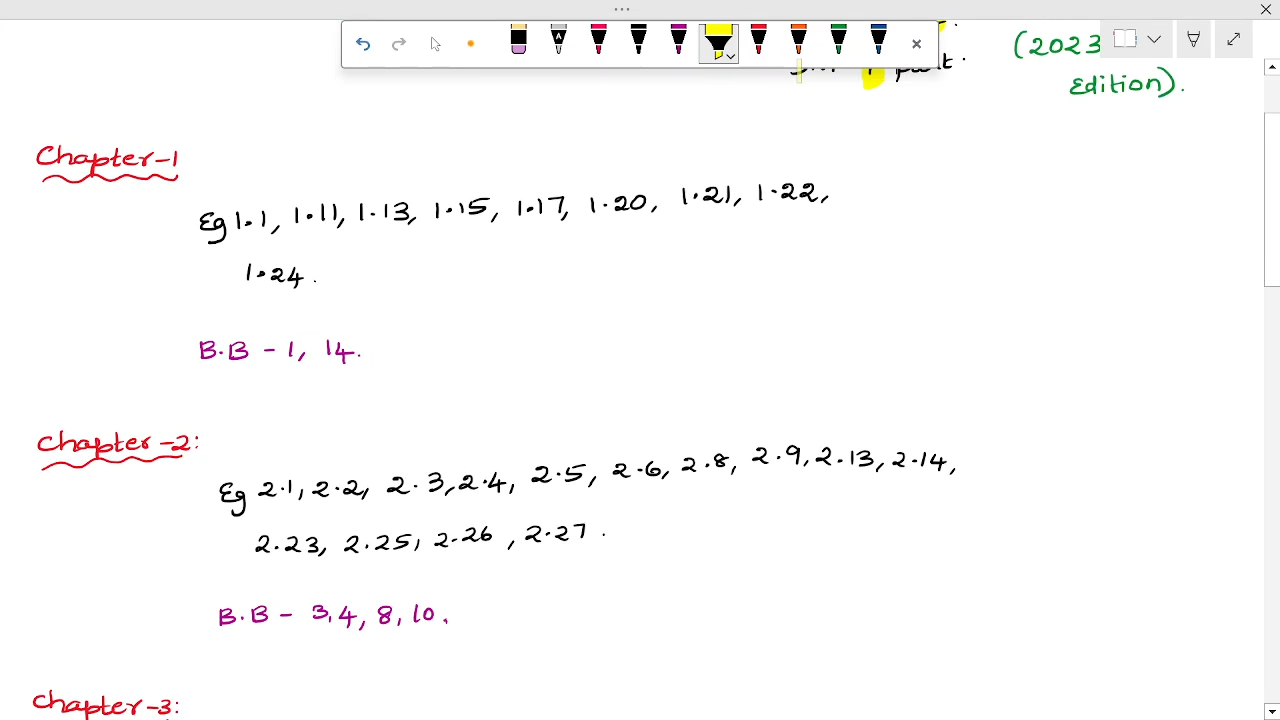 (2023
part.
Edition).
Chapter-1
Eg 1.1, 1.11, 1.13, 1.15, 1.17, 1.20, 1.21, 1.22,
1.24.
B.B - 1, 14.
Chapter-2:
Eg 2.1, 2.2, 2.3, 2.4, 2.5, 2.6, 2.8, 2.9, 2.13, 2.14,
2.23, 2.25, 2.26, 2.27.
B.B - 3,4, 8, 10.
Chapter-3: